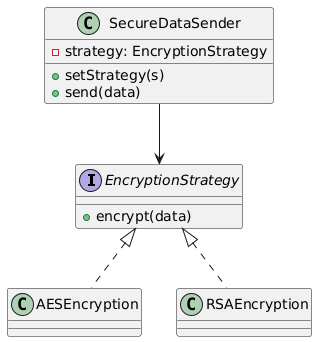 C SecureDataSender
strategy: EncryptionStrategy
setStrategy(s)
send(data)
I EncryptionStrategy
encrypt(data)
C AESEncryption
C RSAEncryption